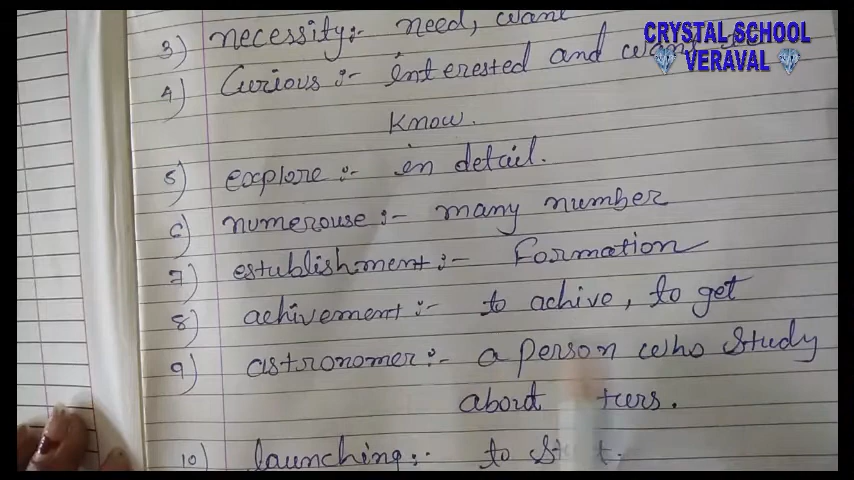 CRYSTAL SCHOOL
VERAVAL
3) necessity:- need, want
4) Curious :- interested and wants to
know.
5) explore :- in detail.
6) numerouse :- many number
7) establishment :- Formation
8) achivement :- to achive, to get
9) astronomer :- a person who study
about
10) launching :- to